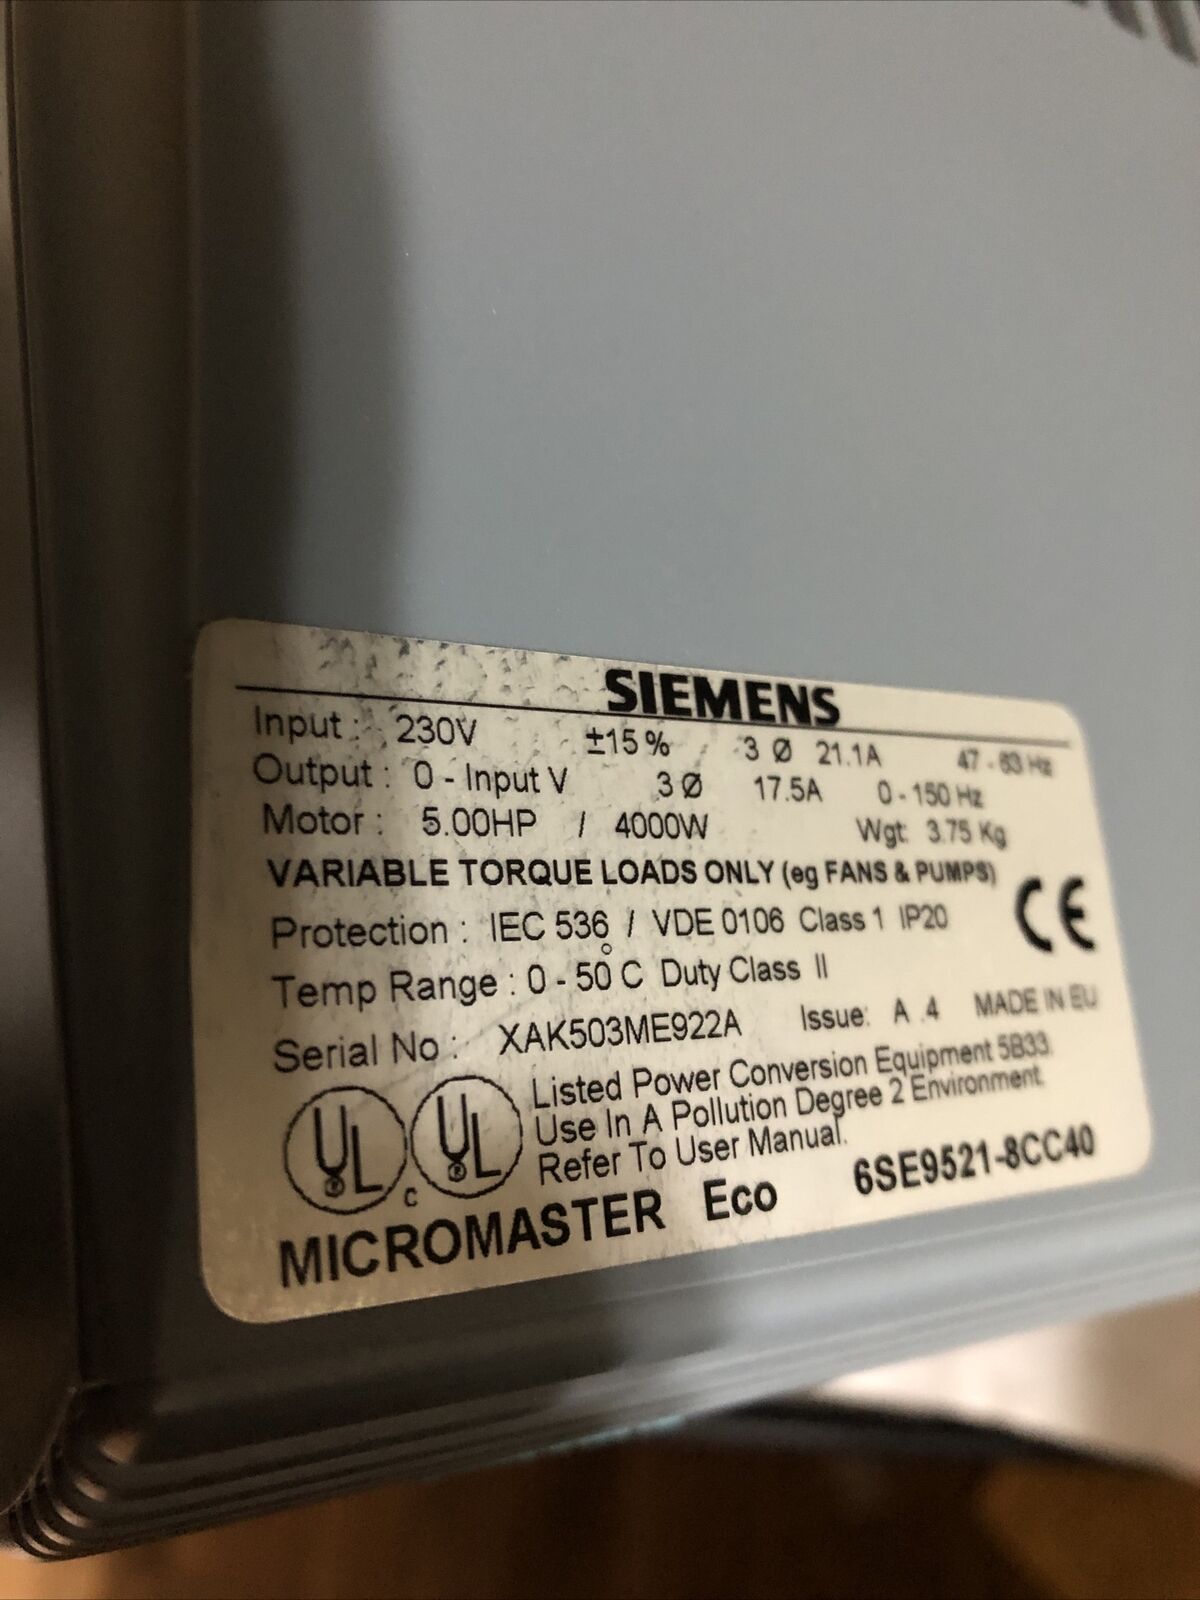 SIEMENS
Input : 230V ±15% 3 Ø 21.1A 47 - 63 Hz
Output : 0 - Input V 3 Ø 17.5A 0 - 150 Hz
Motor : 5.00HP / 4000W Wgt: 3.75 Kg
VARIABLE TORQUE LOADS ONLY (eg FANS & PUMPS)
Protection : IEC 536 / VDE 0106 Class 1 IP20
CE
Temp Range : 0 - 50°C Duty Class II
Serial No : XAK503ME922A Issue: A .4 MADE IN EU
Listed Power Conversion Equipment 5B33.
Use In A Pollution Degree 2 Environment.
Refer To User Manual.
UL ® c UL ®
MICROMASTER Eco 6SE9521-8CC40